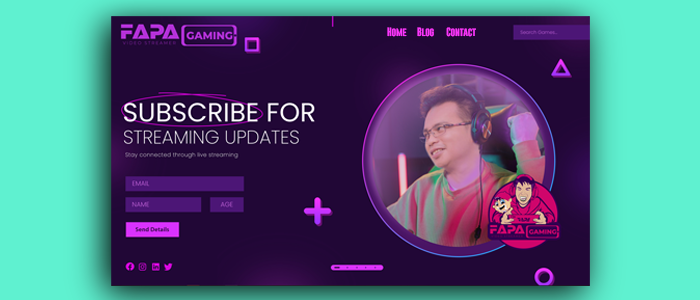 FAPA GAMING
VIDEO STREAMER
Home Blog Contact
Search Games...
SUBSCRIBE FOR
STREAMING UPDATES
Stay connected through live streaming
EMAIL
NAME AGE
Send Details
FAPA GAMING